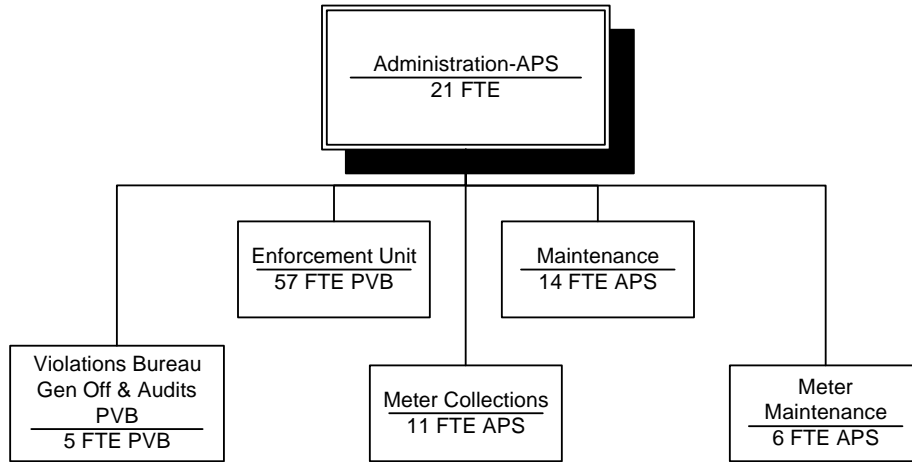 Administration-APS
21 FTE
Enforcement Unit
57 FTE PVB
Maintenance
14 FTE APS
Violations Bureau
Gen Off & Audits
PVB
5 FTE PVB
Meter Collections
11 FTE APS
Meter
Maintenance
6 FTE APS